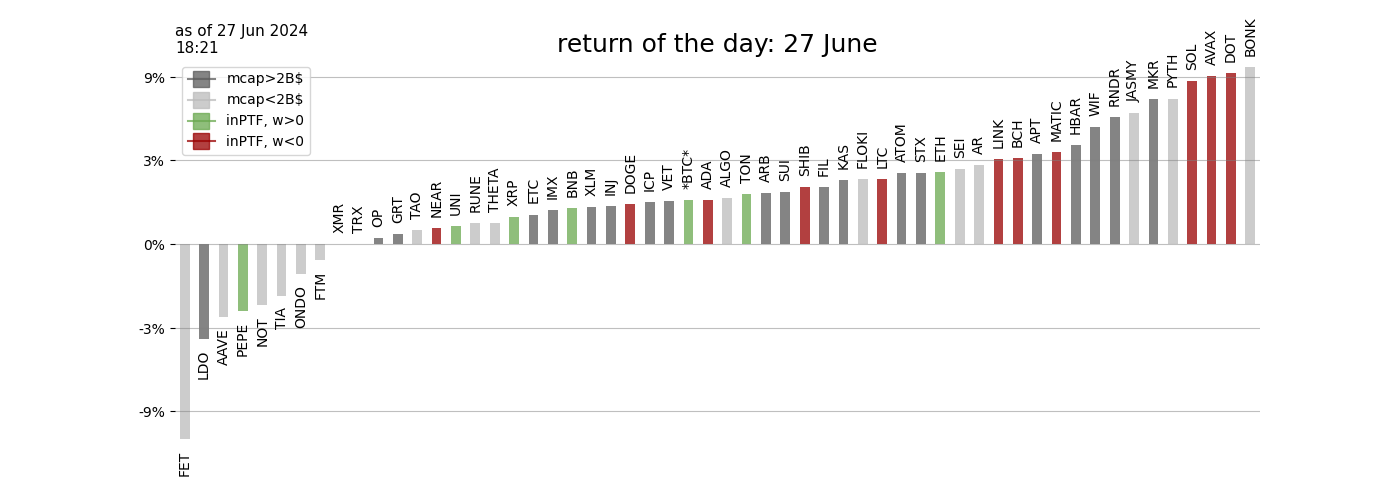 as of 27 Jun 2024
18:21
return of the day: 27 June
mcap>2B$
mcap<2B$
inPTF, w>0
inPTF, w<0
9%
3%
0%
-3%
-9%
FET
LDO
AAVE
PEPE
NOT
TIA
ONDO
FTM
XMR
TRX
OP
GRT
TAO
NEAR
UNI
RUNE
THETA
XRP
ETC
IMX
BNB
XLM
INJ
DOGE
ICP
VET
*BTC*
ADA
ALGO
TON
ARB
SUI
SHIB
FIL
KAS
FLOKI
LTC
ATOM
STX
ETH
SEI
AR
LINK
BCH
APT
MATIC
HBAR
WIF
RNDR
JASMY
MKR
PYTH
SOL
AVAX
DOT
BONK